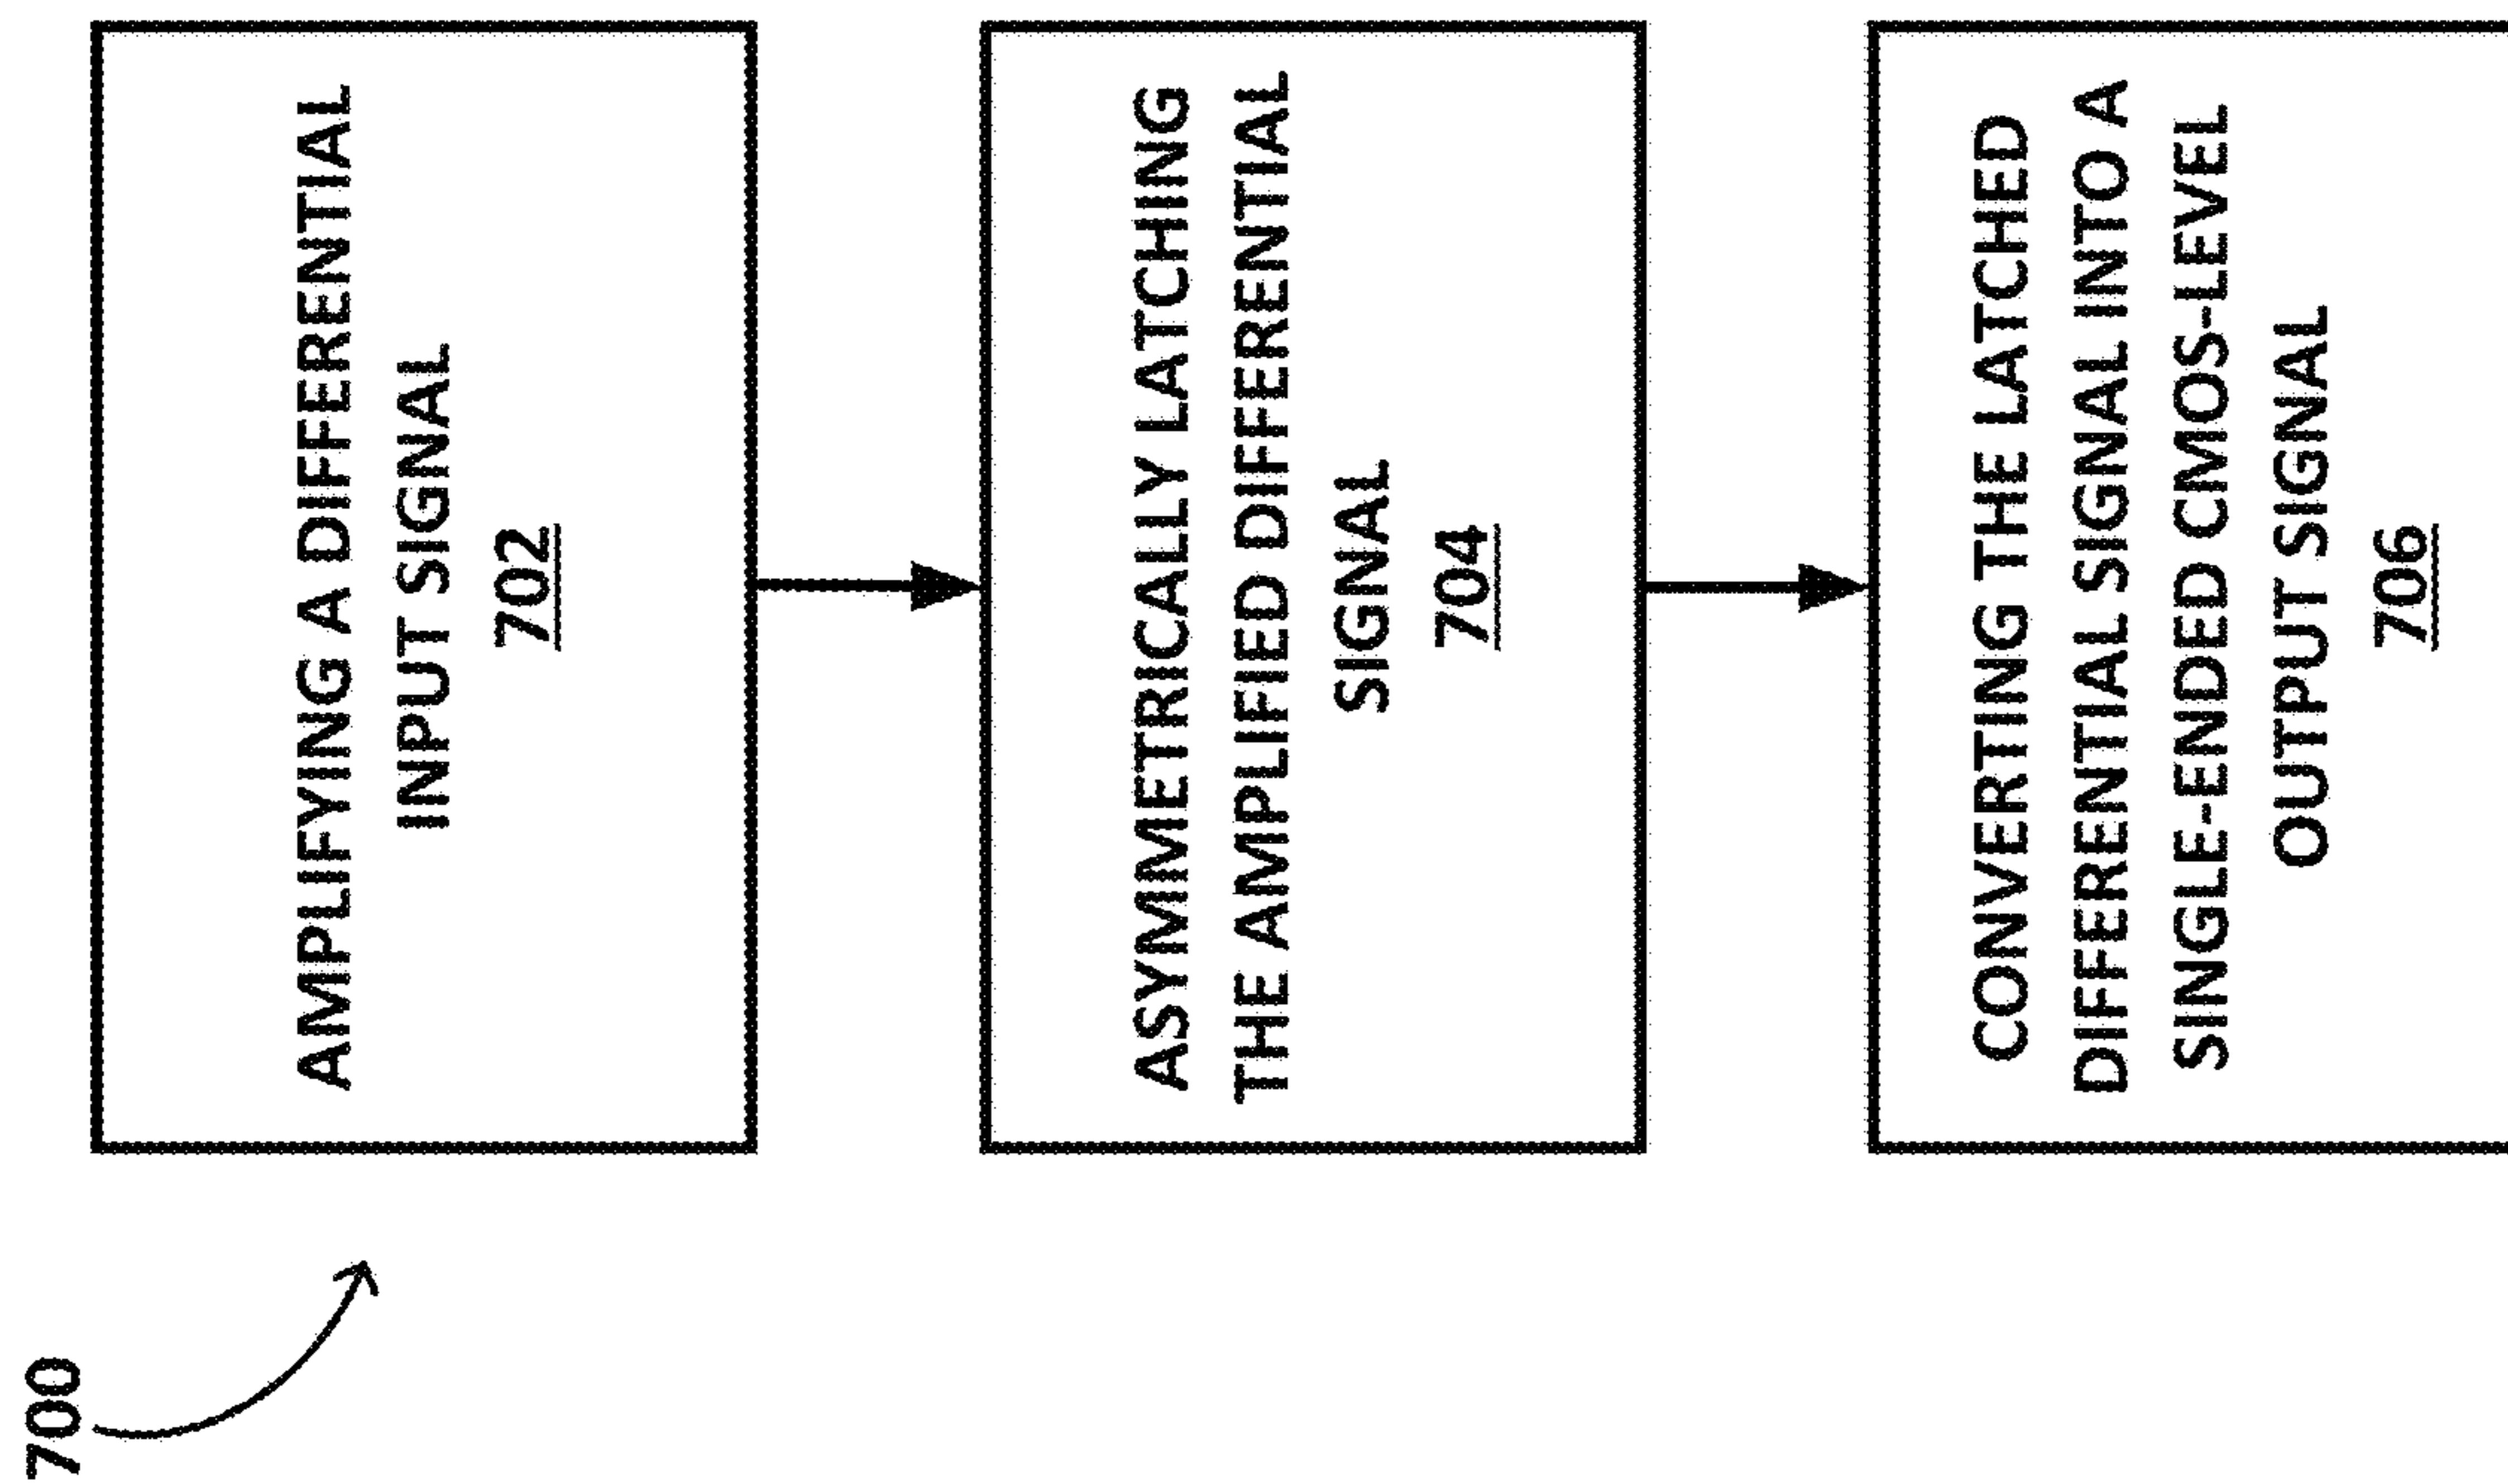 700
AMPLIFYING A DIFFERENTIAL
INPUT SIGNAL
702
ASYMMETRICALLY LATCHING
THE AMPLIFIED DIFFERENTIAL
SIGNAL
704
CONVERTING THE LATCHED
DIFFERENTIAL SIGNAL INTO A
SINGLE-ENDED CMOS-LEVEL
OUTPUT SIGNAL
706